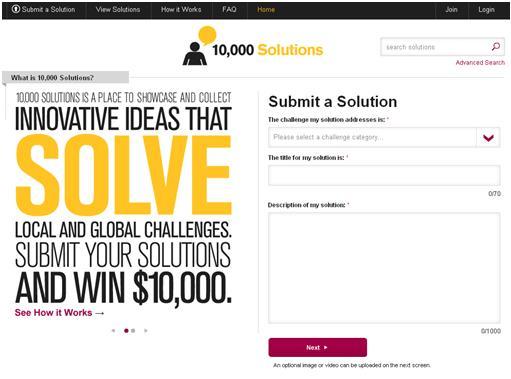 Submit a Solution View Solutions How it Works FAQ Home Join Login
10,000 Solutions
search solutions
Advanced Search
What is 10,000 Solutions?
10,000 SOLUTIONS IS A PLACE TO SHOWCASE AND COLLECT
INNOVATIVE IDEAS THAT
SOLVE
LOCAL AND GLOBAL CHALLENGES.
SUBMIT YOUR SOLUTIONS
AND WIN $10,000.
See How it Works →
Submit a Solution
The challenge my solution addresses is: *
Please select a challenge category...
The title for my solution is: *
0/70
Description of my solution: *
0/1000
Next ▸
An optional image or video can be uploaded on the next screen.